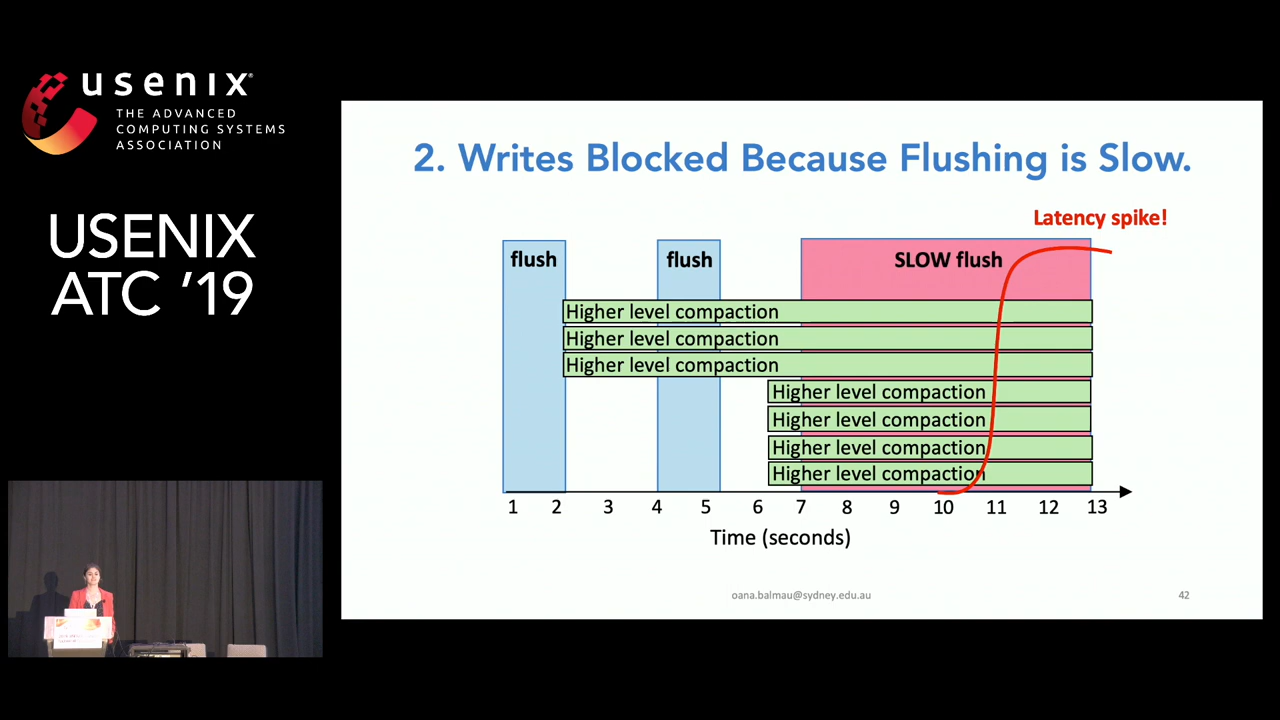 usenix
THE ADVANCED
COMPUTING SYSTEMS
ASSOCIATION
USENIX
ATC '19
2. Writes Blocked Because Flushing is Slow.
Latency spike!
flush
flush
SLOW flush
Higher level compaction
Higher level compaction
Higher level compaction
Higher level compaction
Higher level compaction
Higher level compaction
Higher level compaction
1 2 3 4 5 6 7 8 9 10 11 12 13
Time (seconds)
oana.balmau@sydney.edu.au
42